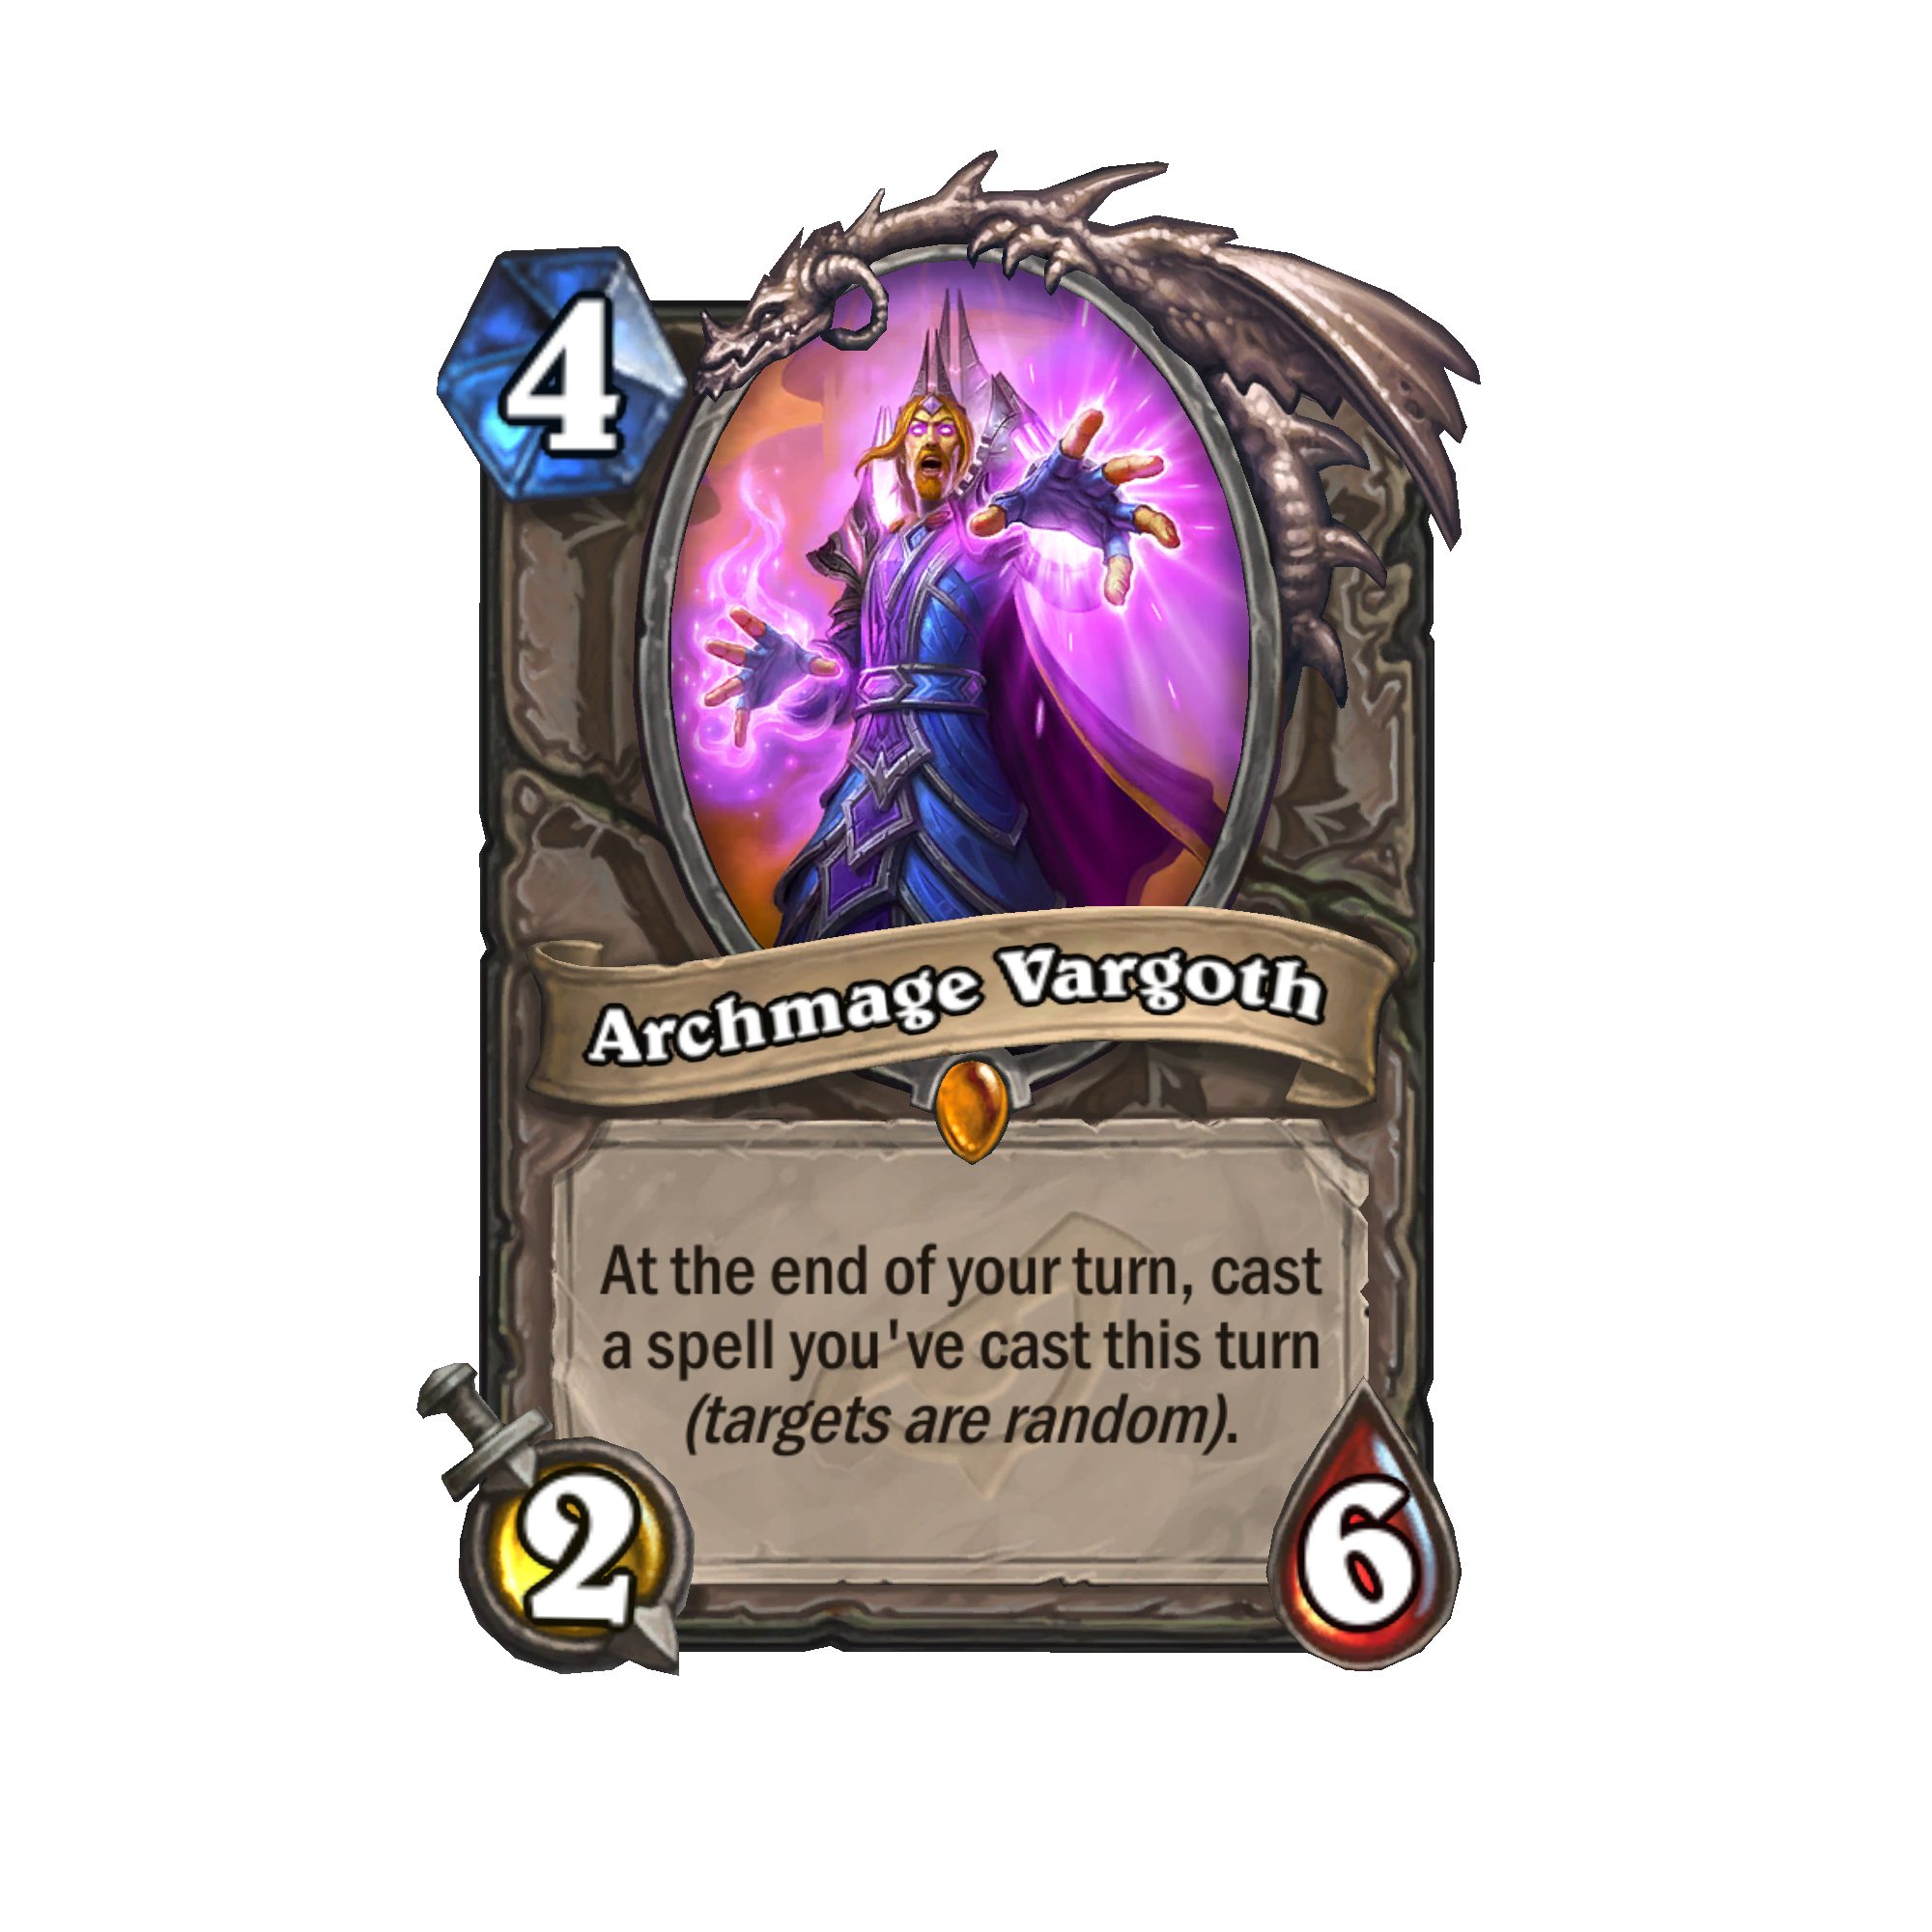 4
Archmage Vargoth
At the end of your turn, cast
a spell you've cast this turn
(targets are random).
2
6